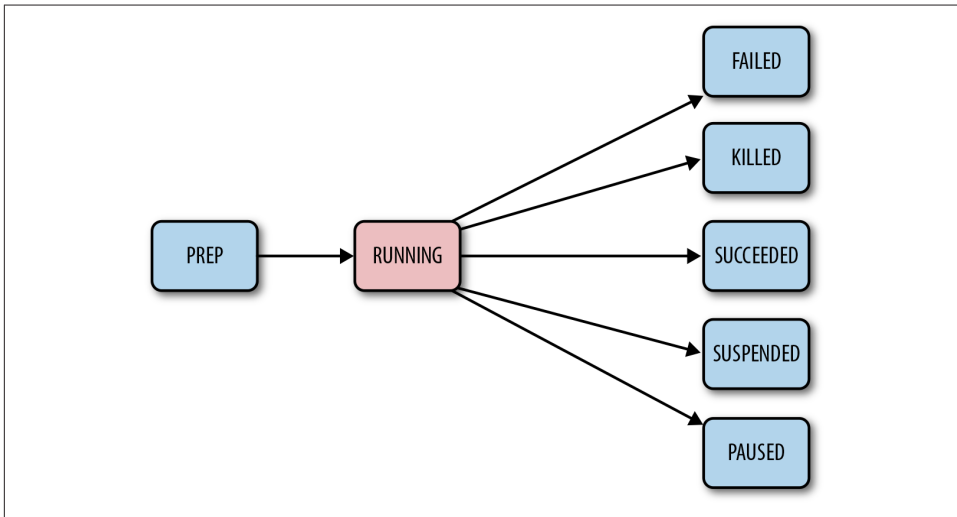 FAILED
KILLED
PREP
RUNNING
SUCCEEDED
SUSPENDED
PAUSED